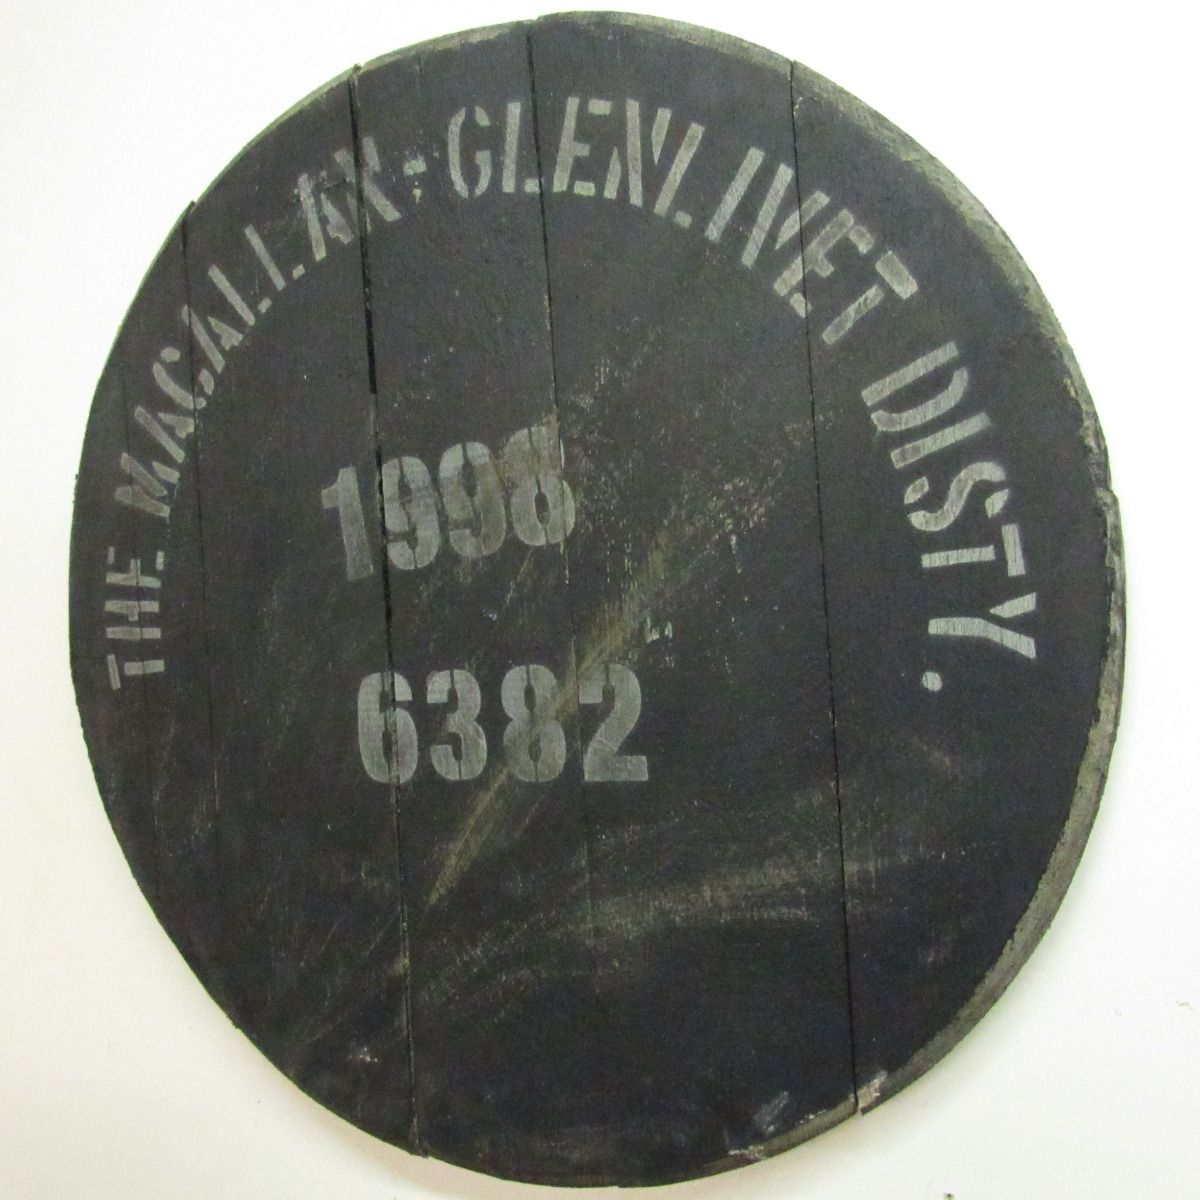 THE MACALLAN-GLENLIVET DISTY.
1998
6382